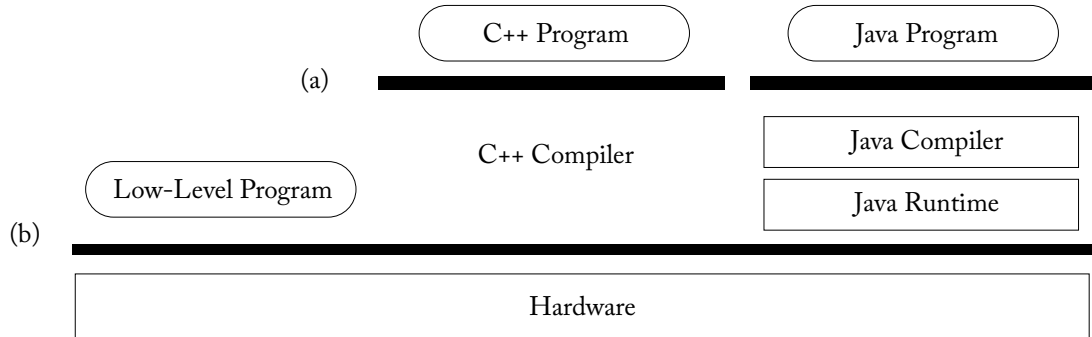 C++ Program
Java Program
(a)
Java Compiler
C++ Compiler
Low-Level Program
Java Runtime
(b)
Hardware